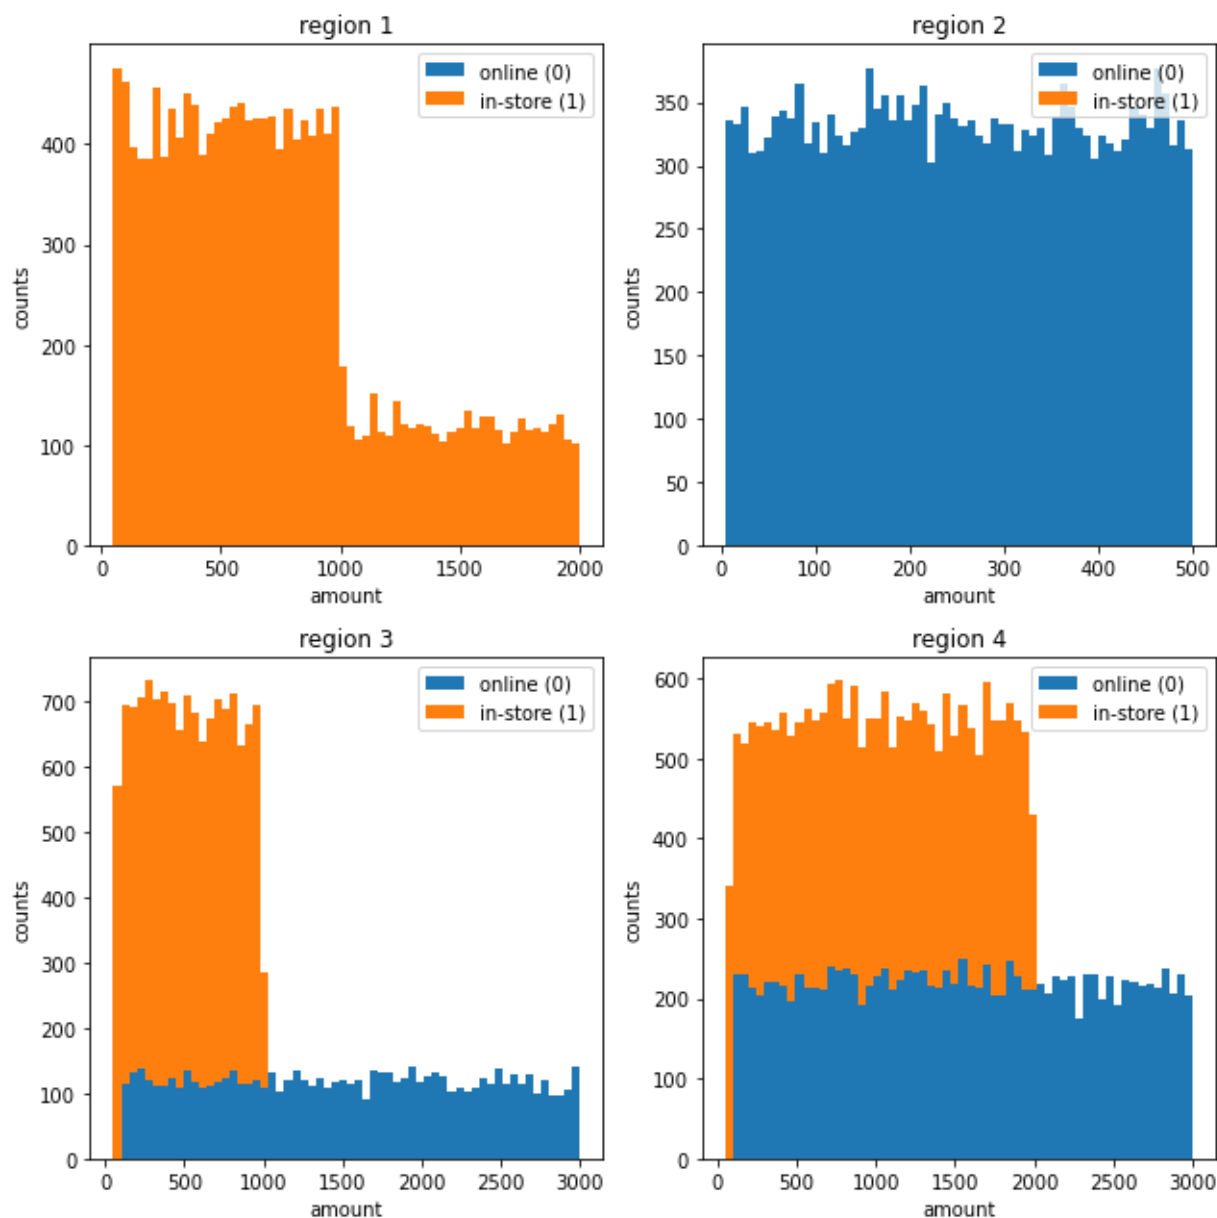 region 1
online (0)
in-store (1)
400
300
200
100
0
0 500 1000 1500 2000
counts
amount
region 2
online (0)
in-store (1)
350
300
250
200
150
100
50
0
0 100 200 300 400 500
counts
amount
region 3
online (0)
in-store (1)
700
600
500
400
300
200
100
0
0 500 1000 1500 2000 2500 3000
counts
amount
region 4
online (0)
in-store (1)
600
500
400
300
200
100
0
0 500 1000 1500 2000 2500 3000
counts
amount